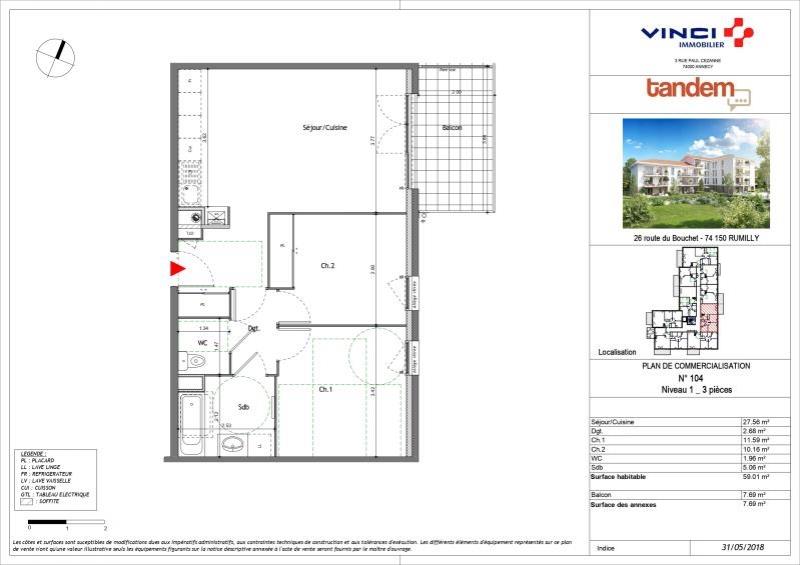 VINCI
IMMOBILIER
3 RUE PAUL CEZANNE
74000 ANNECY
tandem
26 route du Bouchet - 74 150 RUMILLY
Localisation
PLAN DE COMMERCIALISATION
N° 104
Niveau 1 _ 3 pièces
Séjour/Cuisine 27.56 m²
Dgt. 2.68 m²
Ch.1 11.59 m²
Ch.2 10.16 m²
WC 1.96 m²
Sdb 5.06 m²
Surface habitable 59.01 m²
Balcon 7.69 m²
Surface des annexes 7.69 m²
Indice 31/05/2018
Séjour/Cuisine
Balcon
2.00
3.77
Ch.2
PL
PL
Dgt.
1.34
WC
Ch.1
3.42
Sdb
LL
Allège vitrée
Allège vitrée
LEGENDE :
PL : PLACARD
LL : LAVE LINGE
FR : REFRIGERATEUR
LV : LAVE VAISSELLE
CUI : CUISSON
GTL : TABLEAU ELECTRIQUE
: SOFFITE
0 1 2
Les côtes et surfaces sont suceptibles de modifications dues aux impératifs administratifs, aux contraintes techniques de construction et aux tolérances d'exécution. Les différents éléments d'équipement représentés sur ce plan
de vente n'ont qu'une valeur illustrative seuls les équipements figurants sur la notice descriptive annexée à l'acte de vente seront fournis par le maître d'ouvrage.